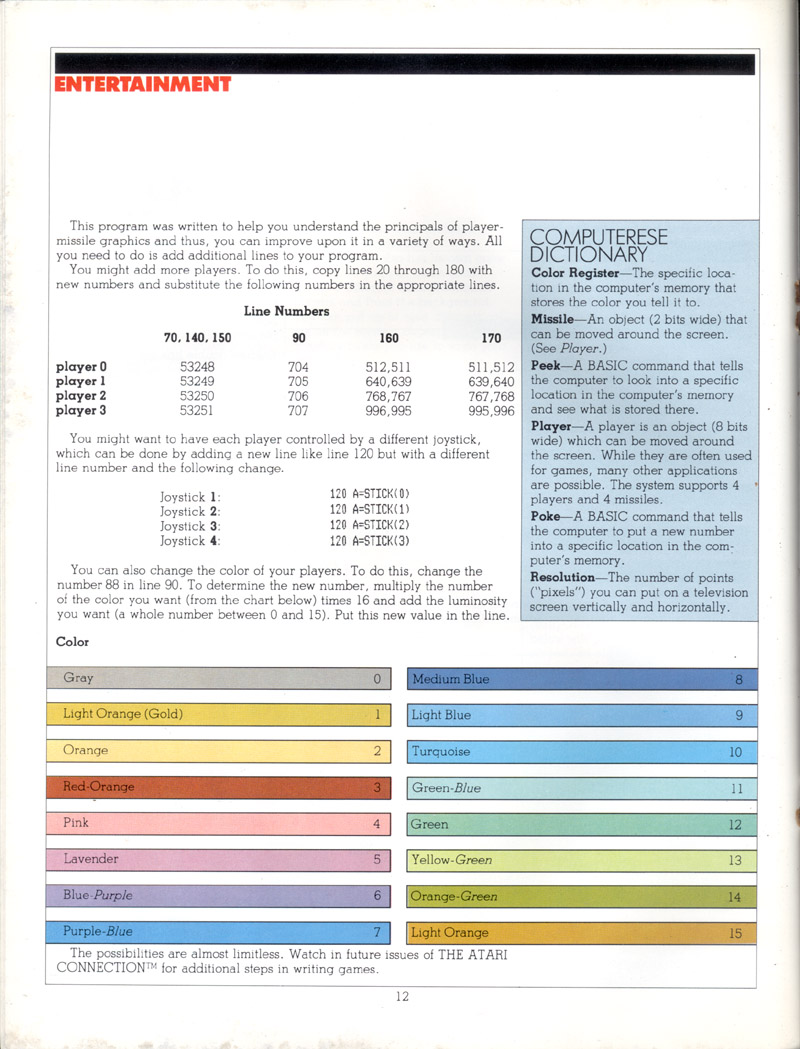 ENTERTAINMENT
This program was written to help you understand the principals of player-
missile graphics and thus, you can improve upon it in a variety of ways. All
you need to do is add additional lines to your program.
You might add more players. To do this, copy lines 20 through 180 with
new numbers and substitute the following numbers in the appropriate lines.
Line Numbers
70, 140, 150 90 160 170
player 0 53248 704 512,511 511,512
player 1 53249 705 640,639 639,640
player 2 53250 706 768,767 767,768
player 3 53251 707 996,995 995,996
You might want to have each player controlled by a different joystick,
which can be done by adding a new line like line 120 but with a different
line number and the following change.
Joystick 1: 120 A=STICK(0)
Joystick 2: 120 A=STICK(1)
Joystick 3: 120 A=STICK(2)
Joystick 4: 120 A=STICK(3)
You can also change the color of your players. To do this, change the
number 88 in line 90. To determine the new number, multiply the number
of the color you want (from the chart below) times 16 and add the luminosity
you want (a whole number between 0 and 15). Put this new value in the line.
COMPUTERESE
DICTIONARY
Color Register—The specific loca-
tion in the computer's memory that
stores the color you tell it to.
Missile—An object (2 bits wide) that
can be moved around the screen.
(See Player.)
Peek—A BASIC command that tells
the computer to look into a specific
location in the computer's memory
and see what is stored there.
Player—A player is an object (8 bits
wide) which can be moved around
the screen. While they are often used
for games, many other applications
are possible. The system supports 4
players and 4 missiles.
Poke—A BASIC command that tells
the computer to put a new number
into a specific location in the com-
puter's memory.
Resolution—The number of points
("pixels") you can put on a television
screen vertically and horizontally.
Color
Gray 0
Light Orange (Gold) 1
Orange 2
Red-Orange 3
Pink 4
Lavender 5
Blue-Purple 6
Purple-Blue 7
Medium Blue 8
Light Blue 9
Turquoise 10
Green-Blue 11
Green 12
Yellow-Green 13
Orange-Green 14
Light Orange 15
The possibilities are almost limitless. Watch in future issues of THE ATARI
CONNECTION™ for additional steps in writing games.
12